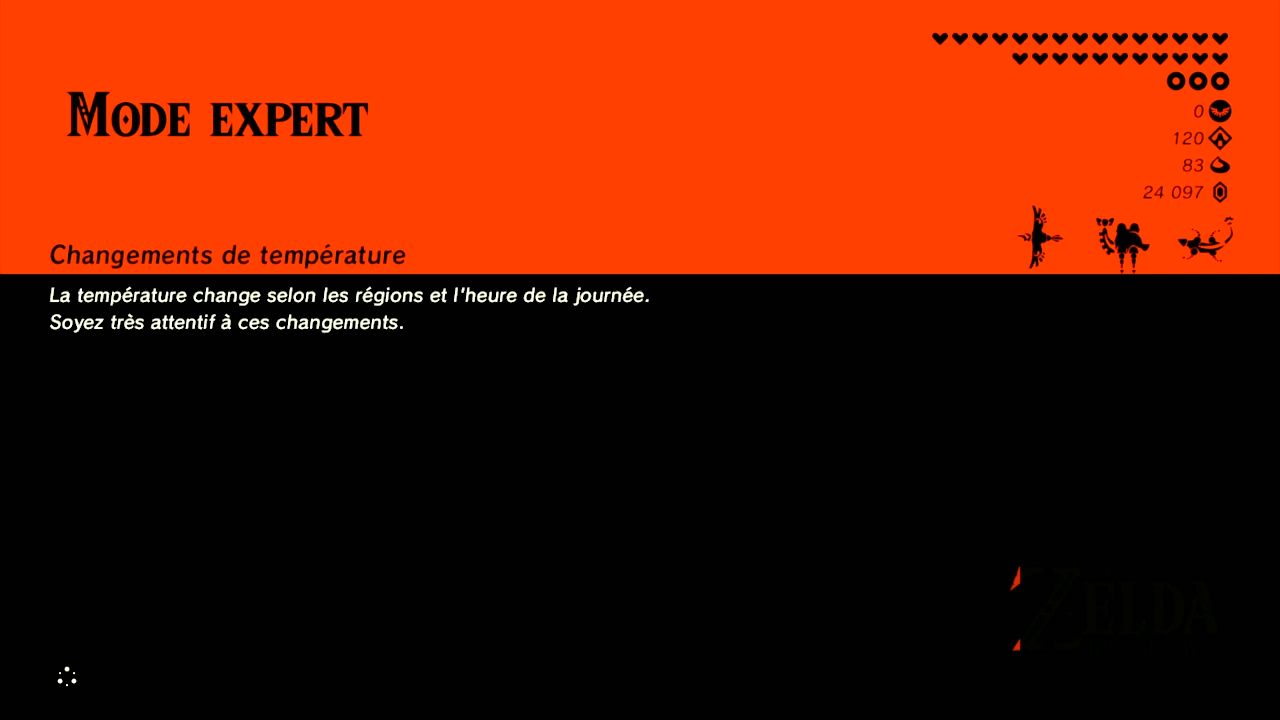 Mode expert
0
120
83
24 097
Changements de température
La température change selon les régions et l'heure de la journée.
Soyez très attentif à ces changements.
ZELDA